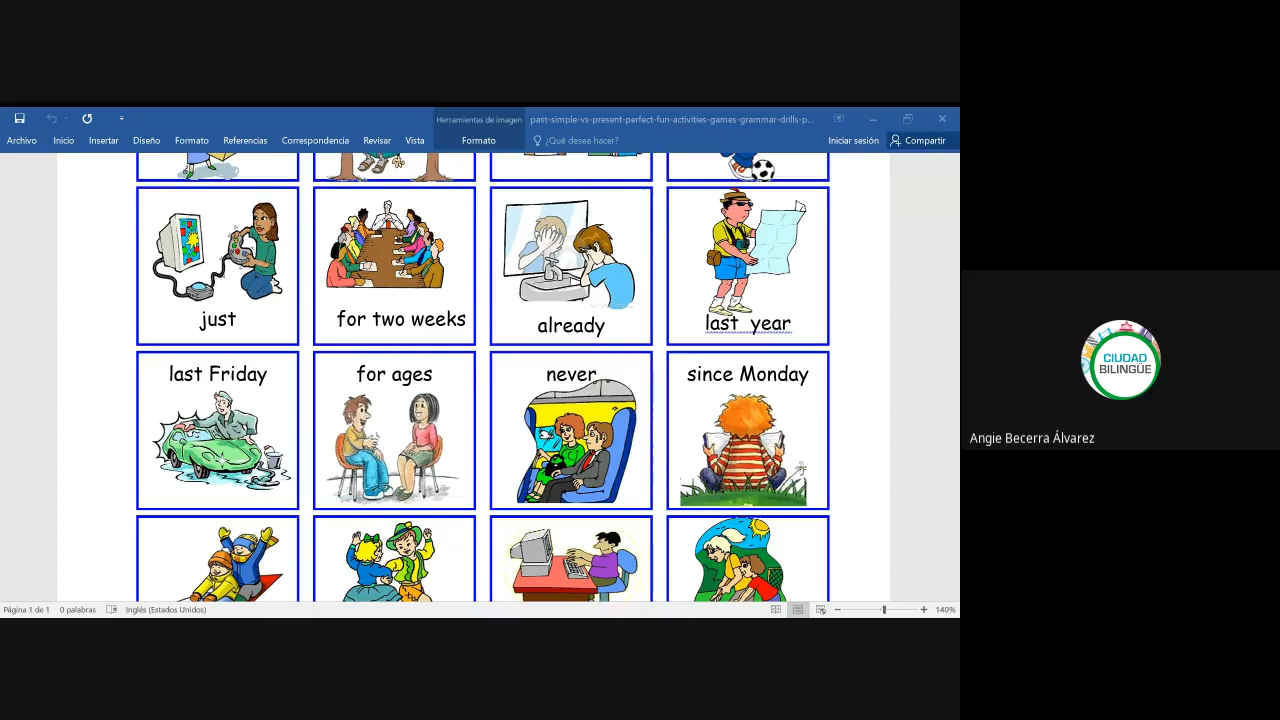 Herramientas de imagen
past-simple-vs-present-perfect-fun-activities-games-grammar-drills-p...
Archivo Inicio Insertar Diseño Formato Referencias Correspondencia Revisar Vista Formato ¿Qué desea hacer? Iniciar sesión Compartir
just
for two weeks
already
last year
last Friday
for ages
never
since Monday
CIUDAD
BILINGÜE
Angie Becerra Álvarez
Página 1 de 1 0 palabras Inglés (Estados Unidos) 140%